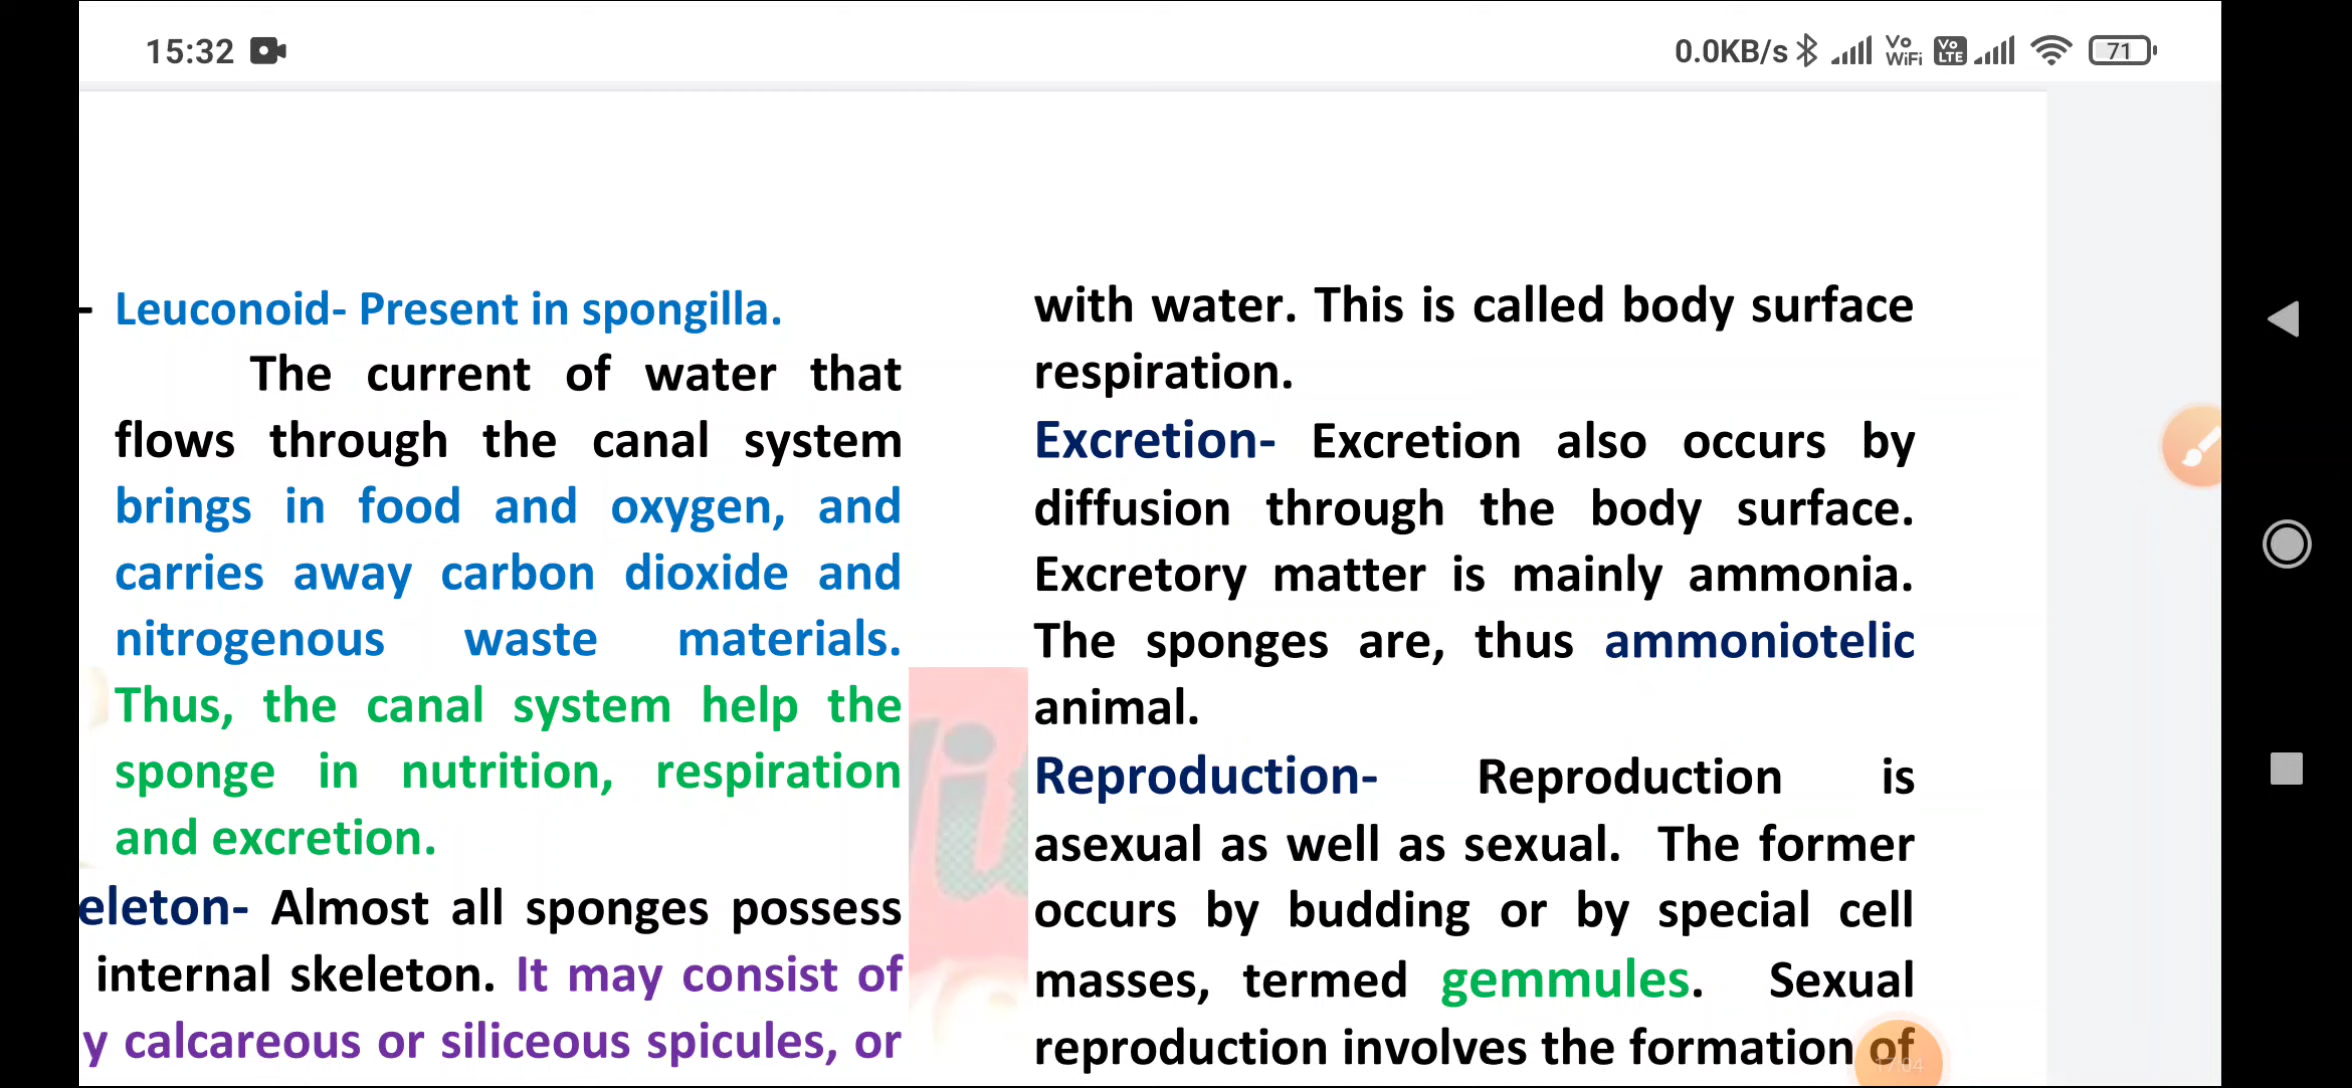 15:32
0.0KB/s Vo WiFi Vo LTE 71
- Leuconoid- Present in spongilla.
The current of water that
flows through the canal system
brings in food and oxygen, and
carries away carbon dioxide and
nitrogenous waste materials.
Thus, the canal system help the
sponge in nutrition, respiration
and excretion.
eleton- Almost all sponges possess
internal skeleton. It may consist of
y calcareous or siliceous spicules, or
with water. This is called body surface
respiration.
Excretion- Excretion also occurs by
diffusion through the body surface.
Excretory matter is mainly ammonia.
The sponges are, thus ammoniotelic
animal.
Reproduction- Reproduction is
asexual as well as sexual. The former
occurs by budding or by special cell
masses, termed gemmules. Sexual
reproduction involves the formation of
17:04